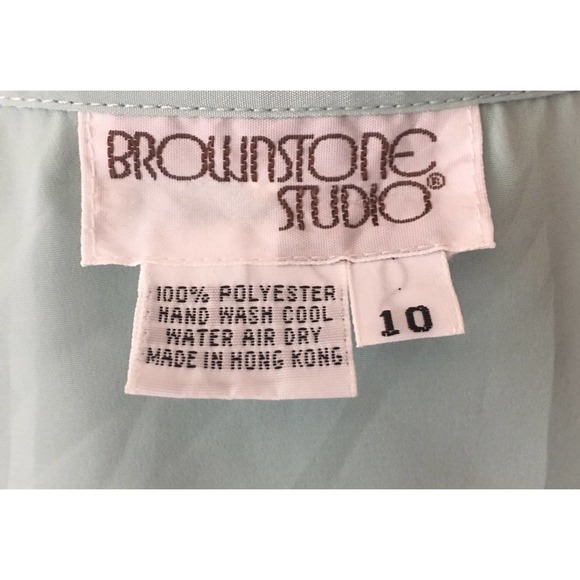 BROWNSTONE
STUDIO®
100% POLYESTER
HAND WASH COOL
WATER AIR DRY
MADE IN HONG KONG
10